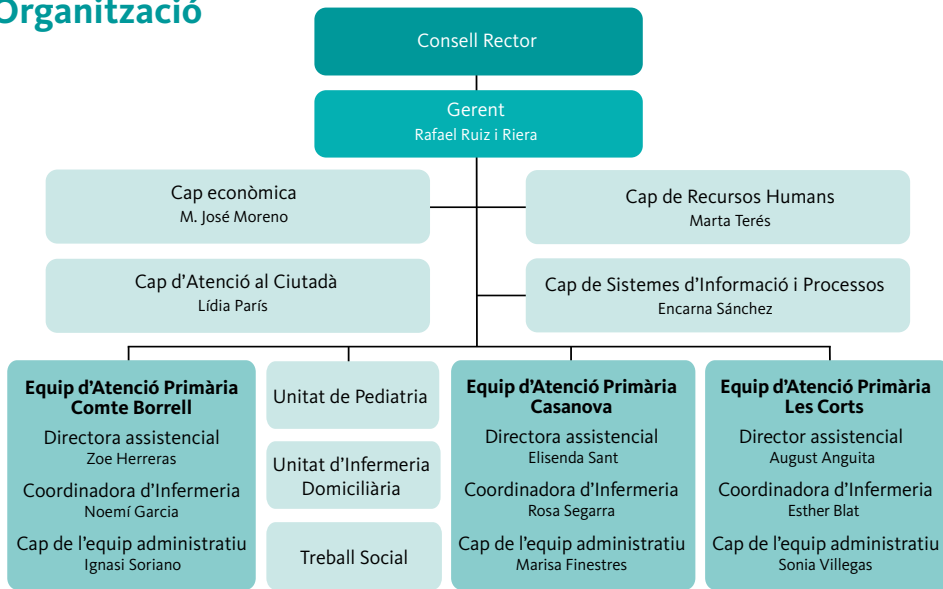 Organització
Consell Rector
Gerent
Rafael Ruiz i Riera
Cap econòmica
M. José Moreno
Cap de Recursos Humans
Marta Terés
Cap d'Atenció al Ciutadà
Lídia París
Cap de Sistemes d'Informació i Processos
Encarna Sánchez
Equip d'Atenció Primària
Comte Borrell
Directora assistencial
Zoe Herreras
Coordinadora d'Infermeria
Noemí Garcia
Cap de l'equip administratiu
Ignasi Soriano
Unitat de Pediatria
Unitat d'Infermeria
Domiciliària
Treball Social
Equip d'Atenció Primària
Casanova
Directora assistencial
Elisenda Sant
Coordinadora d'Infermeria
Rosa Segarra
Cap de l'equip administratiu
Marisa Finestres
Equip d'Atenció Primària
Les Corts
Director assistencial
August Anguita
Coordinadora d'Infermeria
Esther Blat
Cap de l'equip administratiu
Sonia Villegas